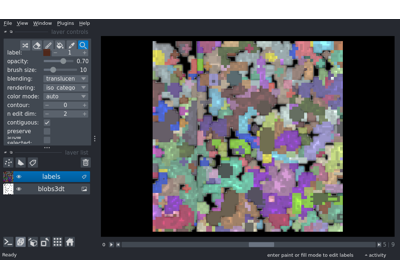 File View Window Plugins Help
layer controls
label: 1
opacity: 0.70
brush size: 10
blending: translucen
rendering: iso catego
color mode: auto
contour: 0
n edit dim: 2
contiguous:
preserve
layer list
labels
blobs3dt
Ready
enter paint or fill mode to edit labels
activity